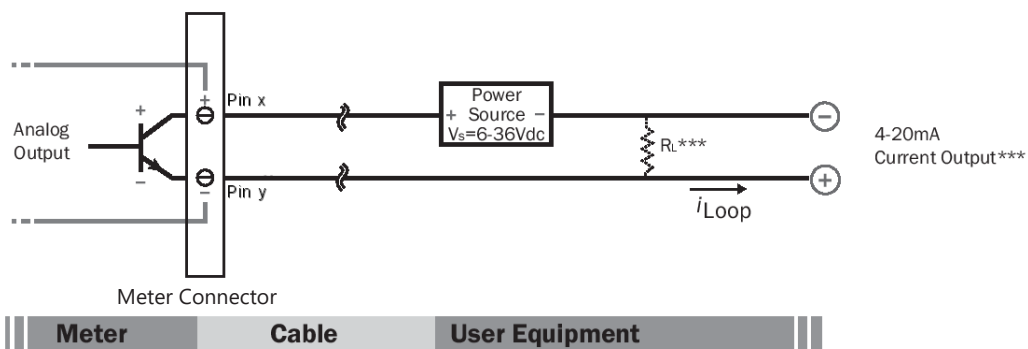 Pin x
Power
+ Source −
Vs=6-36Vdc
+
−
Analog
Output
+
−
RL***
−
4-20mA
Current Output***
+
−
Pin y
iLoop
Meter Connector
Meter
Cable
User Equipment